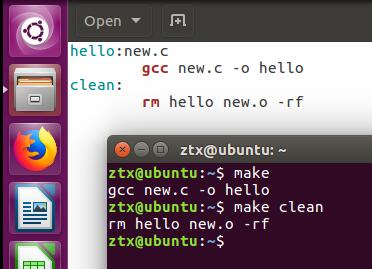 Open
hello:new.c
gcc new.c -o hello
clean:
rm hello new.o -rf
ztx@ubuntu: ~
ztx@ubuntu:~$ make
gcc new.c -o hello
ztx@ubuntu:~$ make clean
rm hello new.o -rf
ztx@ubuntu:~$